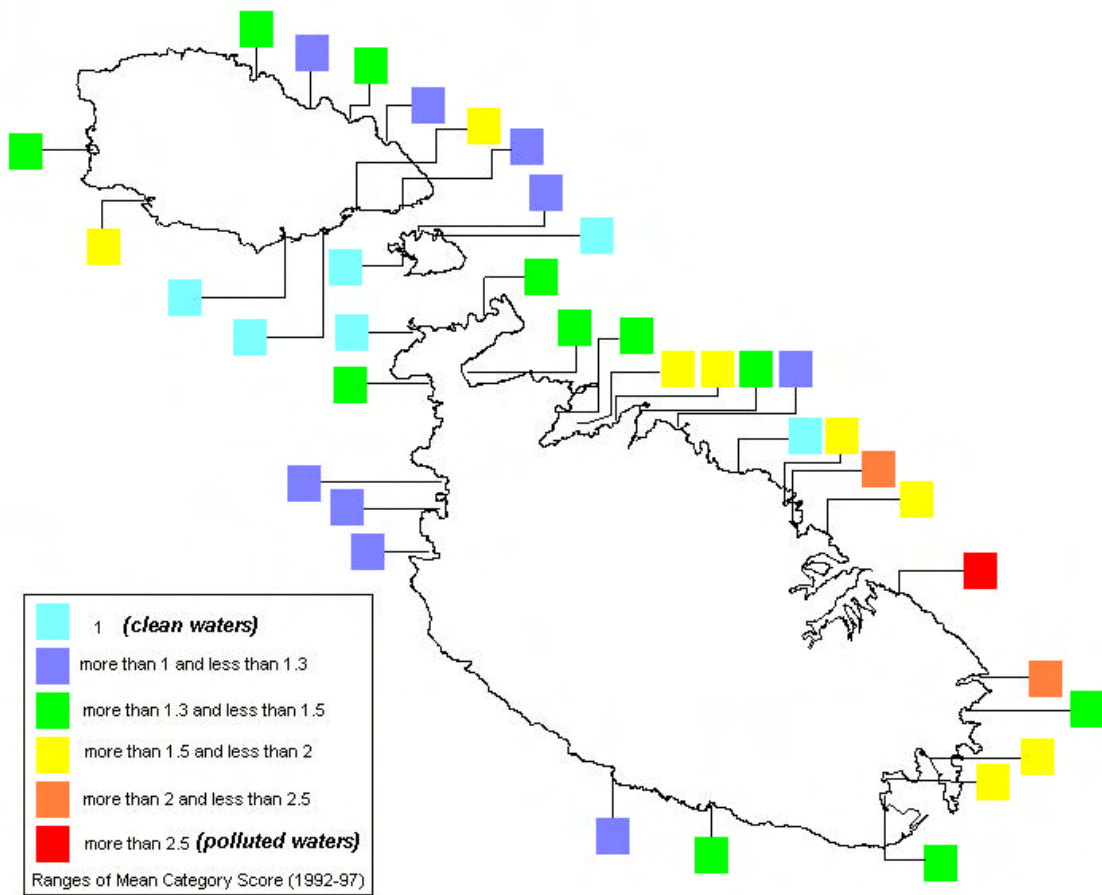 1 (clean waters)
more than 1 and less than 1.3
more than 1.3 and less than 1.5
more than 1.5 and less than 2
more than 2 and less than 2.5
more than 2.5 (polluted waters)
Ranges of Mean Category Score (1992-97)